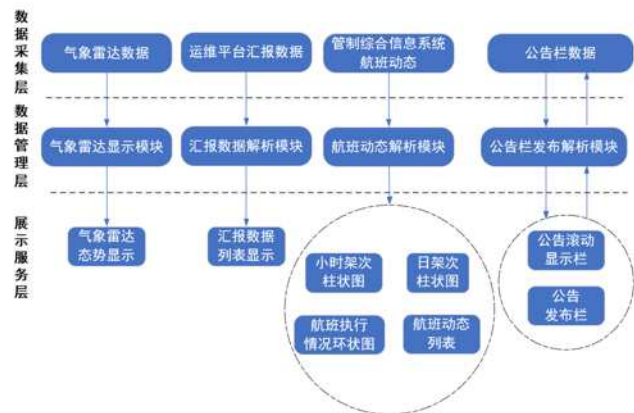 数据采集层
气象雷达数据
运维平台汇报数据
管制综合信息系统
航班动态
公告栏数据
数据管理层
气象雷达显示模块
汇报数据解析模块
航班动态解析模块
公告栏发布解析模块
展示服务层
气象雷达
态势显示
汇报数据
列表显示
小时架次
柱状图
日架次
柱状图
航班执行
情况环状图
航班动态
列表
公告滚动
显示栏
公告
发布栏